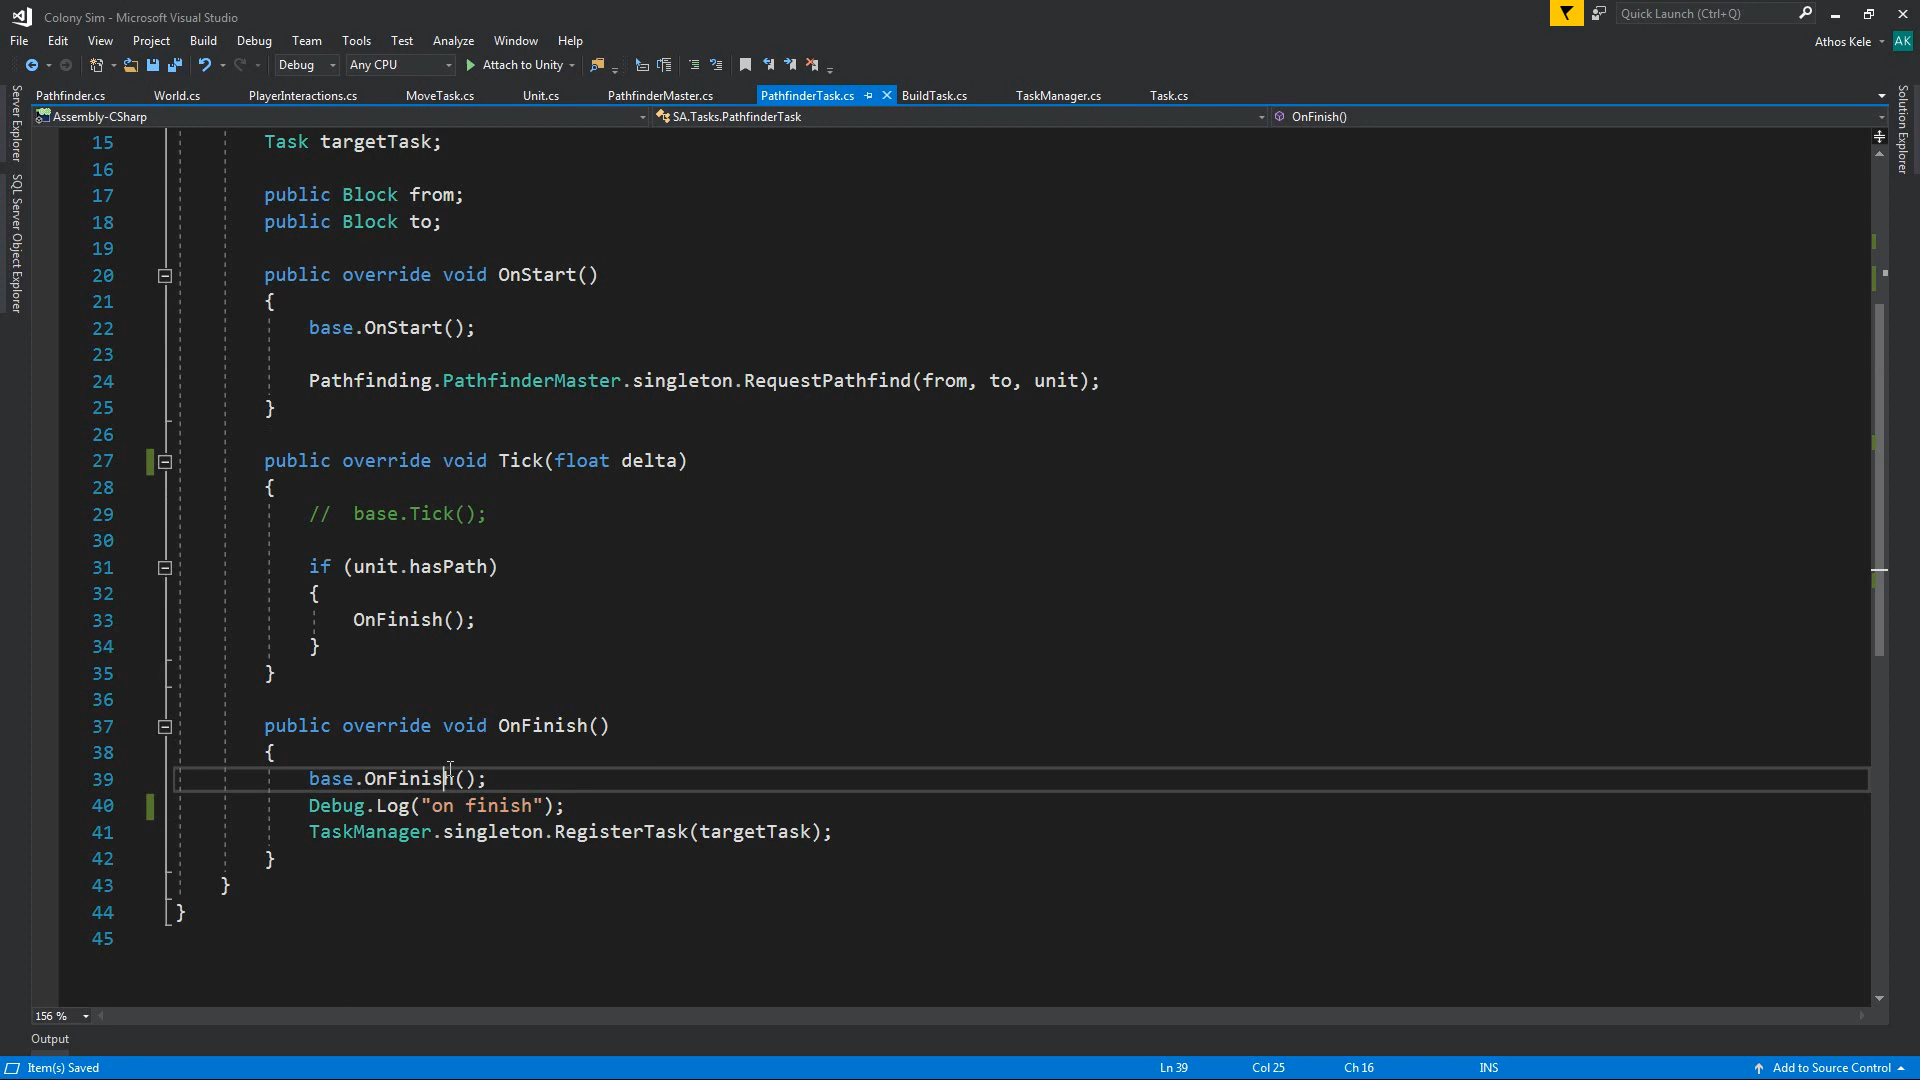 Colony Sim - Microsoft Visual Studio
Quick Launch (Ctrl+Q)
File Edit View Project Build Debug Team Tools Test Analyze Window Help
Athos Kele AK
Debug Any CPU Attach to Unity
Pathfinder.cs World.cs PlayerInteractions.cs MoveTask.cs Unit.cs PathfinderMaster.cs PathfinderTask.cs BuildTask.cs TaskManager.cs Task.cs
Assembly-CSharp SA.Tasks.PathfinderTask OnFinish()
Server Explorer
SQL Server Object Explorer
Solution Explorer
15 Task targetTask;
16
17 public Block from;
18 public Block to;
19
20 public override void OnStart()
21 {
22 base.OnStart();
23
24 Pathfinding.PathfinderMaster.singleton.RequestPathfind(from, to, unit);
25 }
26
27 public override void Tick(float delta)
28 {
29 // base.Tick();
30
31 if (unit.hasPath)
32 {
33 OnFinish();
34 }
35 }
36
37 public override void OnFinish()
38 {
39 base.OnFinish();
40 Debug.Log("on finish");
41 TaskManager.singleton.RegisterTask(targetTask);
42 }
43 }
44 }
45
156 %
Output
Item(s) Saved Ln 39 Col 25 Ch 16 INS Add to Source Control